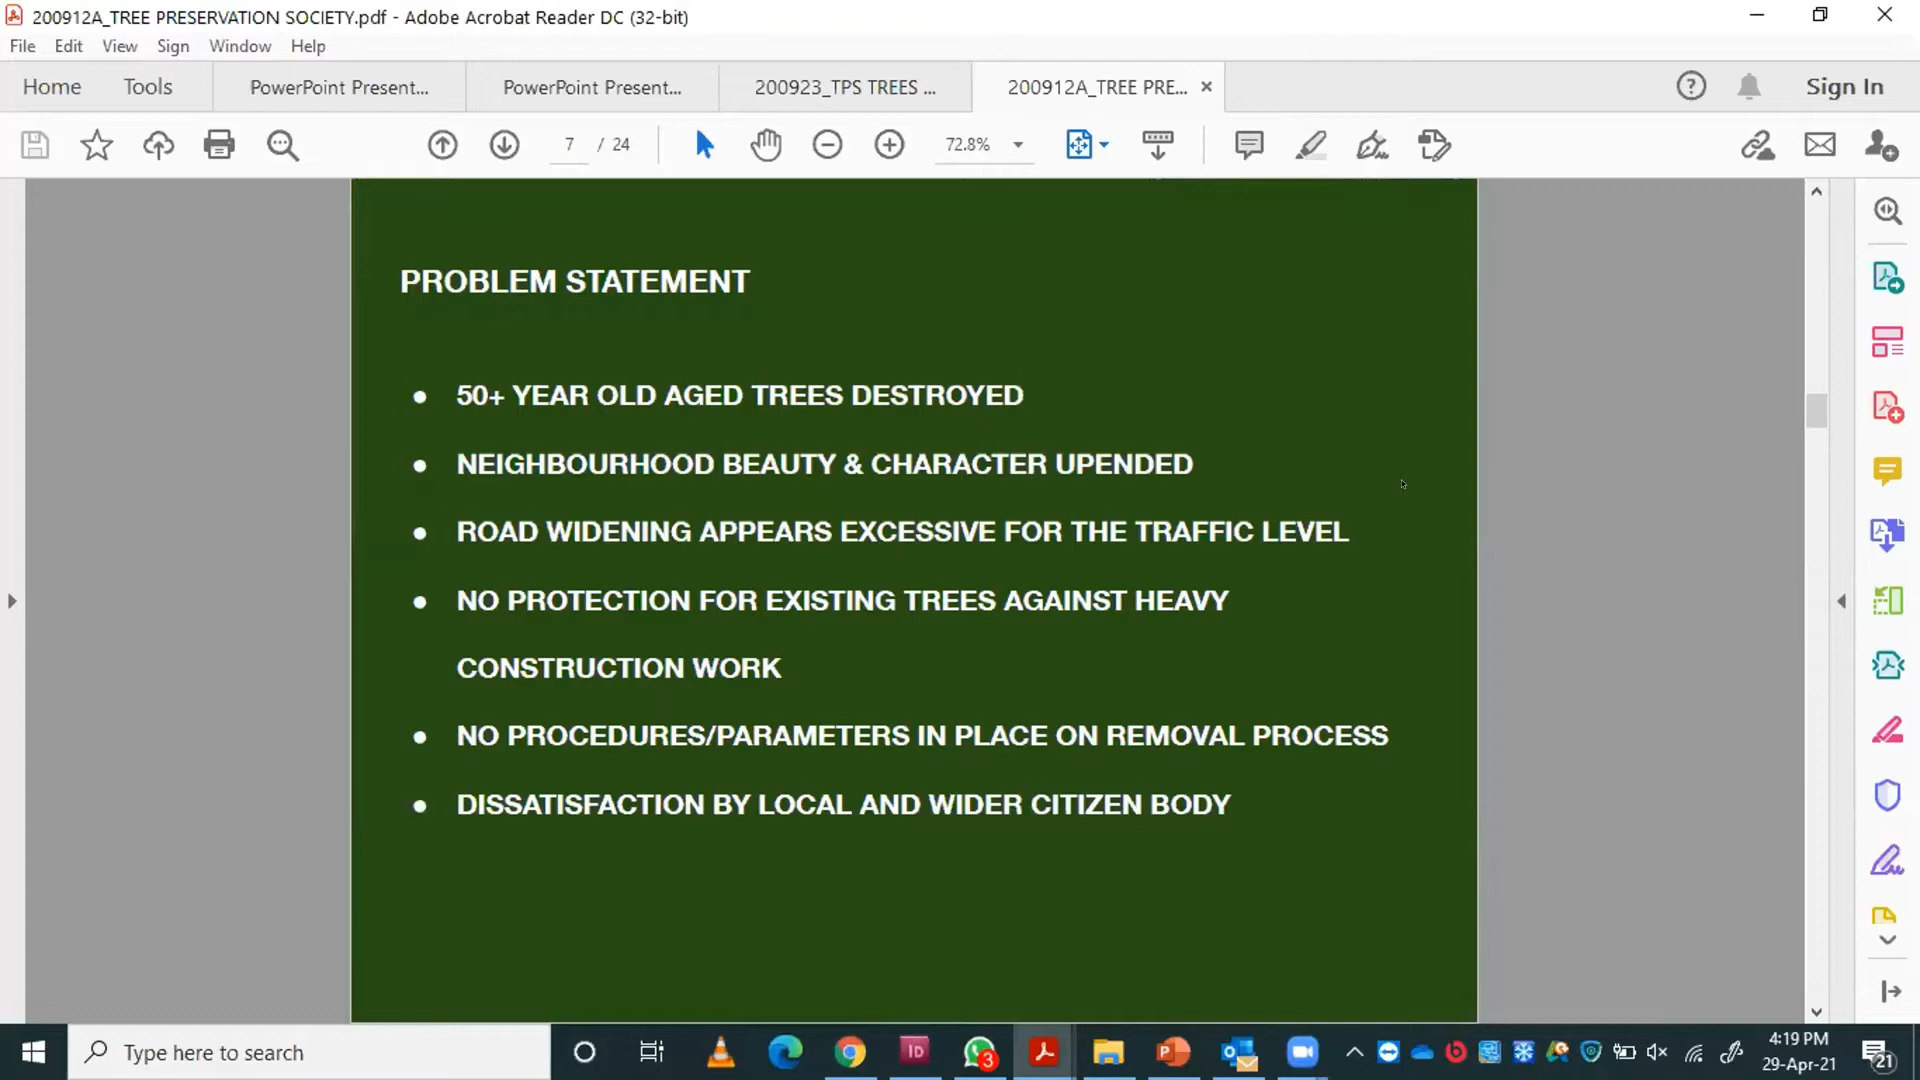 200912A_TREE PRESERVATION SOCIETY.pdf - Adobe Acrobat Reader DC (32-bit)
File Edit View Sign Window Help
Home Tools PowerPoint Present... PowerPoint Present... 200923_TPS TREES ... 200912A_TREE PRE... Sign In
7 / 24 72.8%
PROBLEM STATEMENT
● 50+ YEAR OLD AGED TREES DESTROYED
● NEIGHBOURHOOD BEAUTY & CHARACTER UPENDED
● ROAD WIDENING APPEARS EXCESSIVE FOR THE TRAFFIC LEVEL
● NO PROTECTION FOR EXISTING TREES AGAINST HEAVY
CONSTRUCTION WORK
● NO PROCEDURES/PARAMETERS IN PLACE ON REMOVAL PROCESS
● DISSATISFACTION BY LOCAL AND WIDER CITIZEN BODY
Type here to search
ID
3
P
4:19 PM
29-Apr-21
21